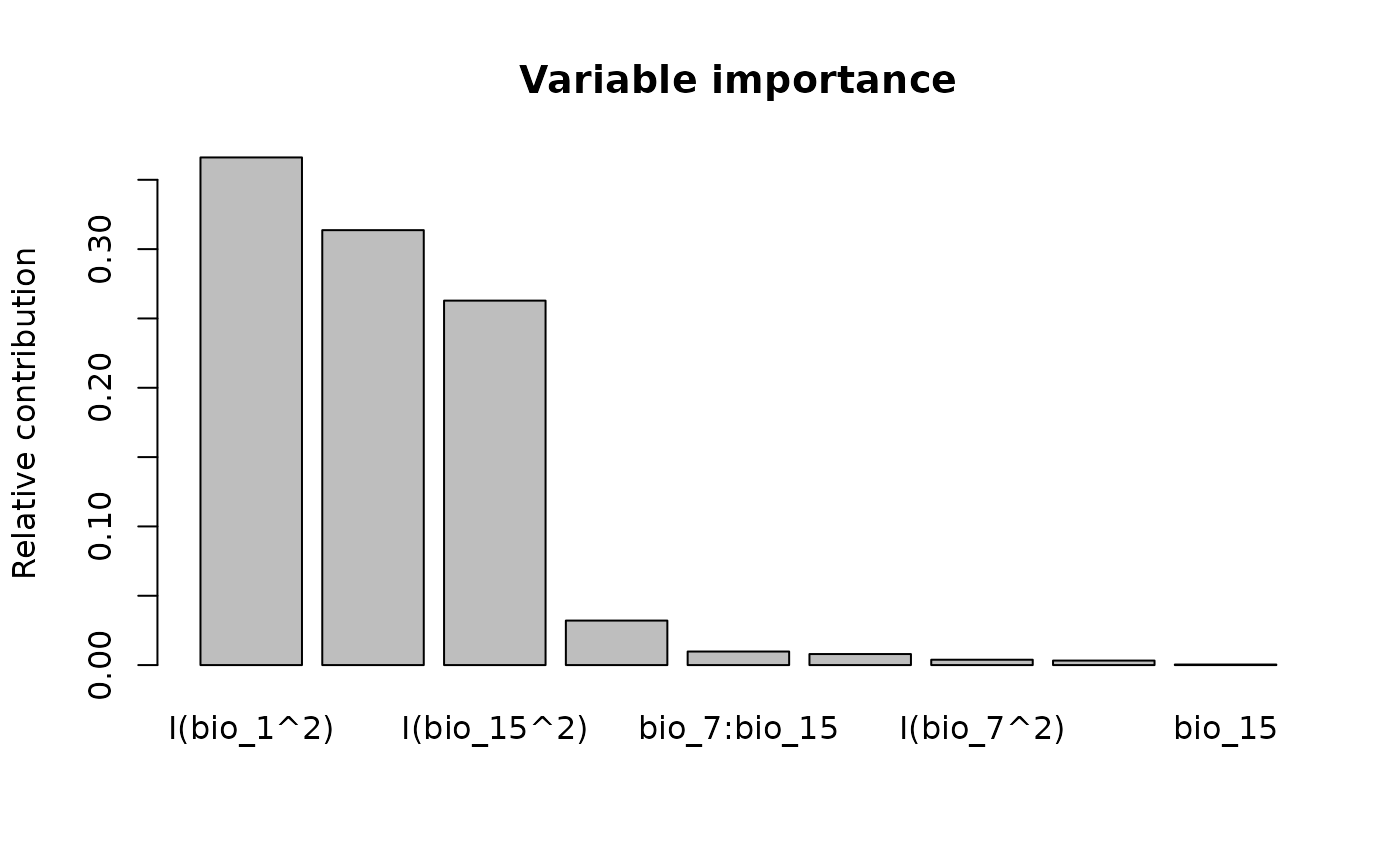 Variable importance
Relative contribution
0.30
0.20
0.10
0.00
I(bio_1^2) I(bio_15^2) bio_7:bio_15 I(bio_7^2) bio_15